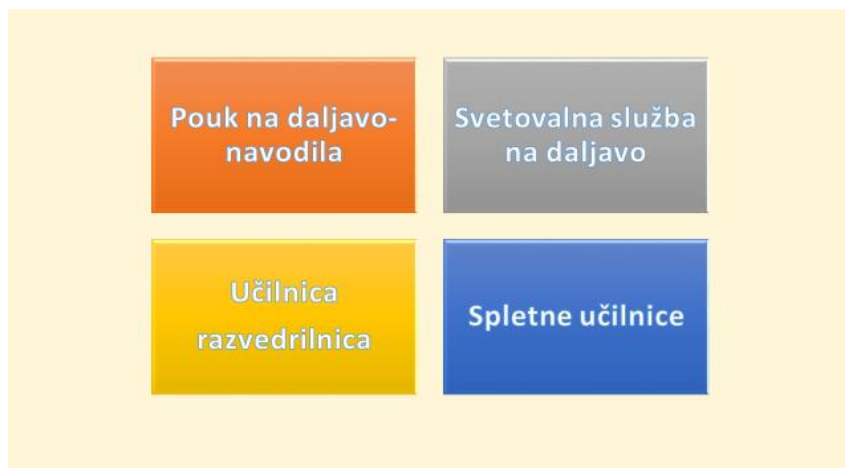 Pouk na daljavo-
navodila
Svetovalna služba
na daljavo
Učilnica
razvedrilnica
Spletne učilnice